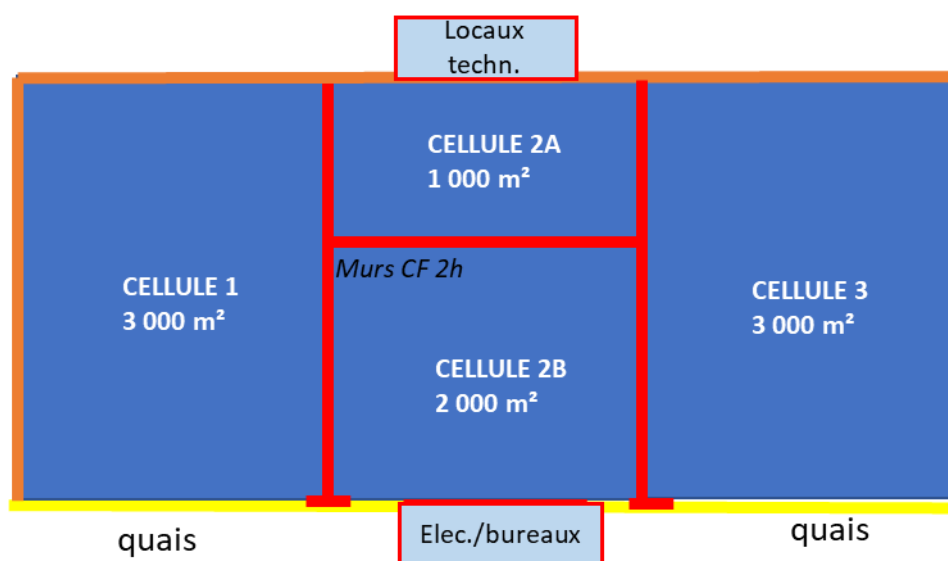 Locaux
techn.
CELLULE 2A
1 000 m²
Murs CF 2h
CELLULE 1
3 000 m²
CELLULE 3
3 000 m²
CELLULE 2B
2 000 m²
quais
Elec./bureaux
quais